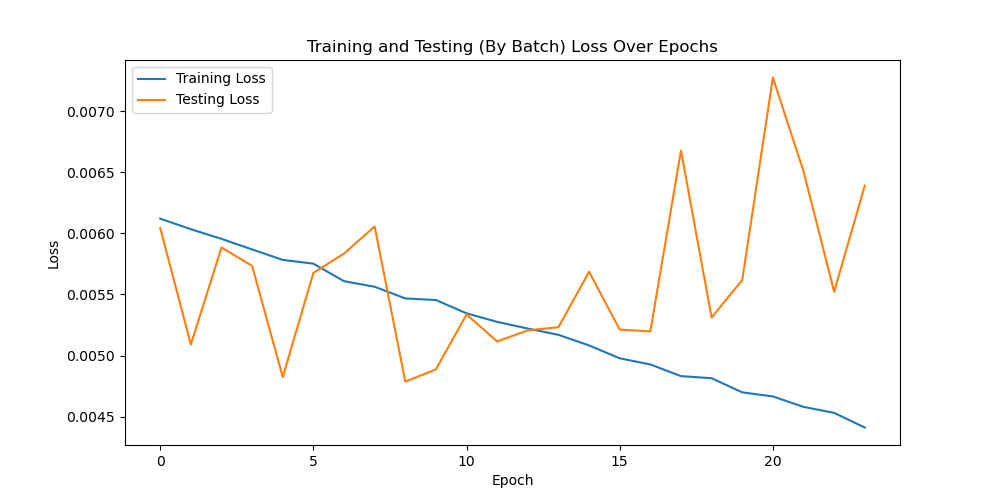 Training and Testing (By Batch) Loss Over Epochs
Training Loss
Testing Loss
0.0070
0.0065
0.0060
0.0055
0.0050
0.0045
Loss
0 5 10 15 20
Epoch